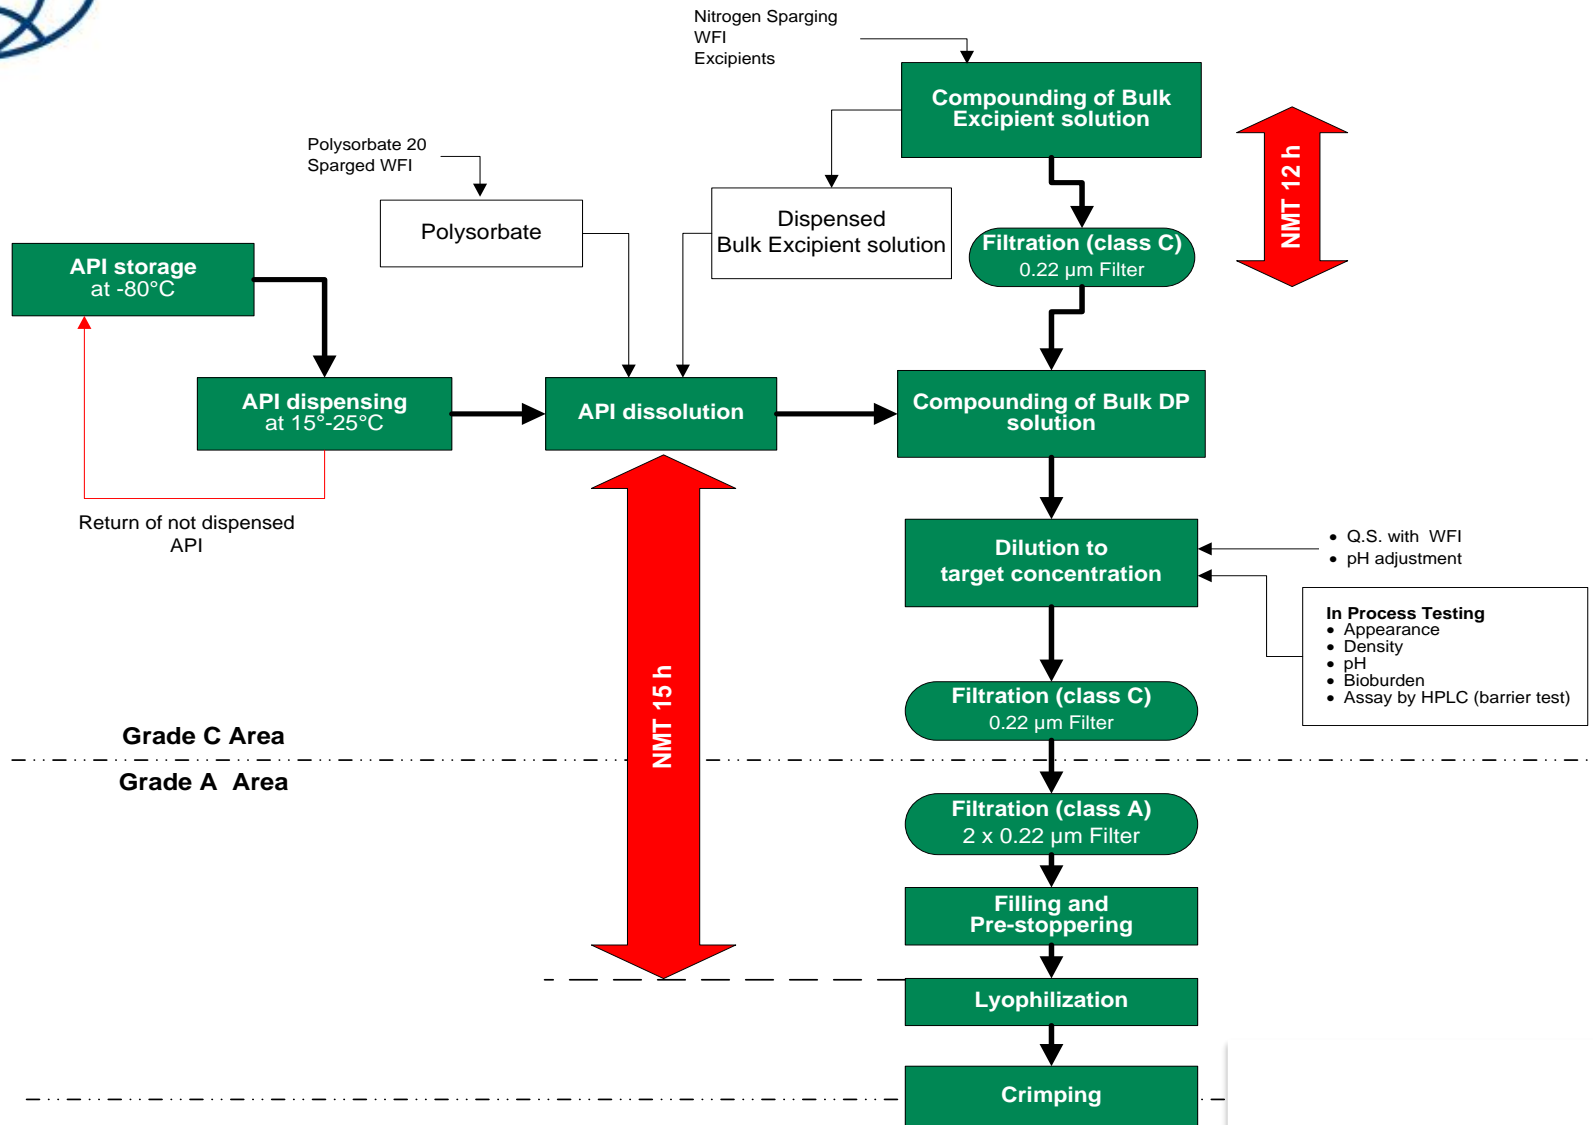 Nitrogen Sparging
WFI
Excipients
Compounding of Bulk
Excipient solution
NMT 12 h
Polysorbate 20
Sparged WFI
Polysorbate
Dispensed
Bulk Excipient solution
Filtration (class C)
0.22 µm Filter
API storage
at -80°C
API dispensing
at 15°-25°C
API dissolution
Compounding of Bulk DP
solution
Return of not dispensed
API
Dilution to
target concentration
• Q.S. with WFI
• pH adjustment
In Process Testing
• Appearance
• Density
• pH
• Bioburden
• Assay by HPLC (barrier test)
NMT 15 h
Filtration (class C)
0.22 µm Filter
Grade C Area
Grade A Area
Filtration (class A)
2 x 0.22 µm Filter
Filling and
Pre-stoppering
Lyophilization
Crimping